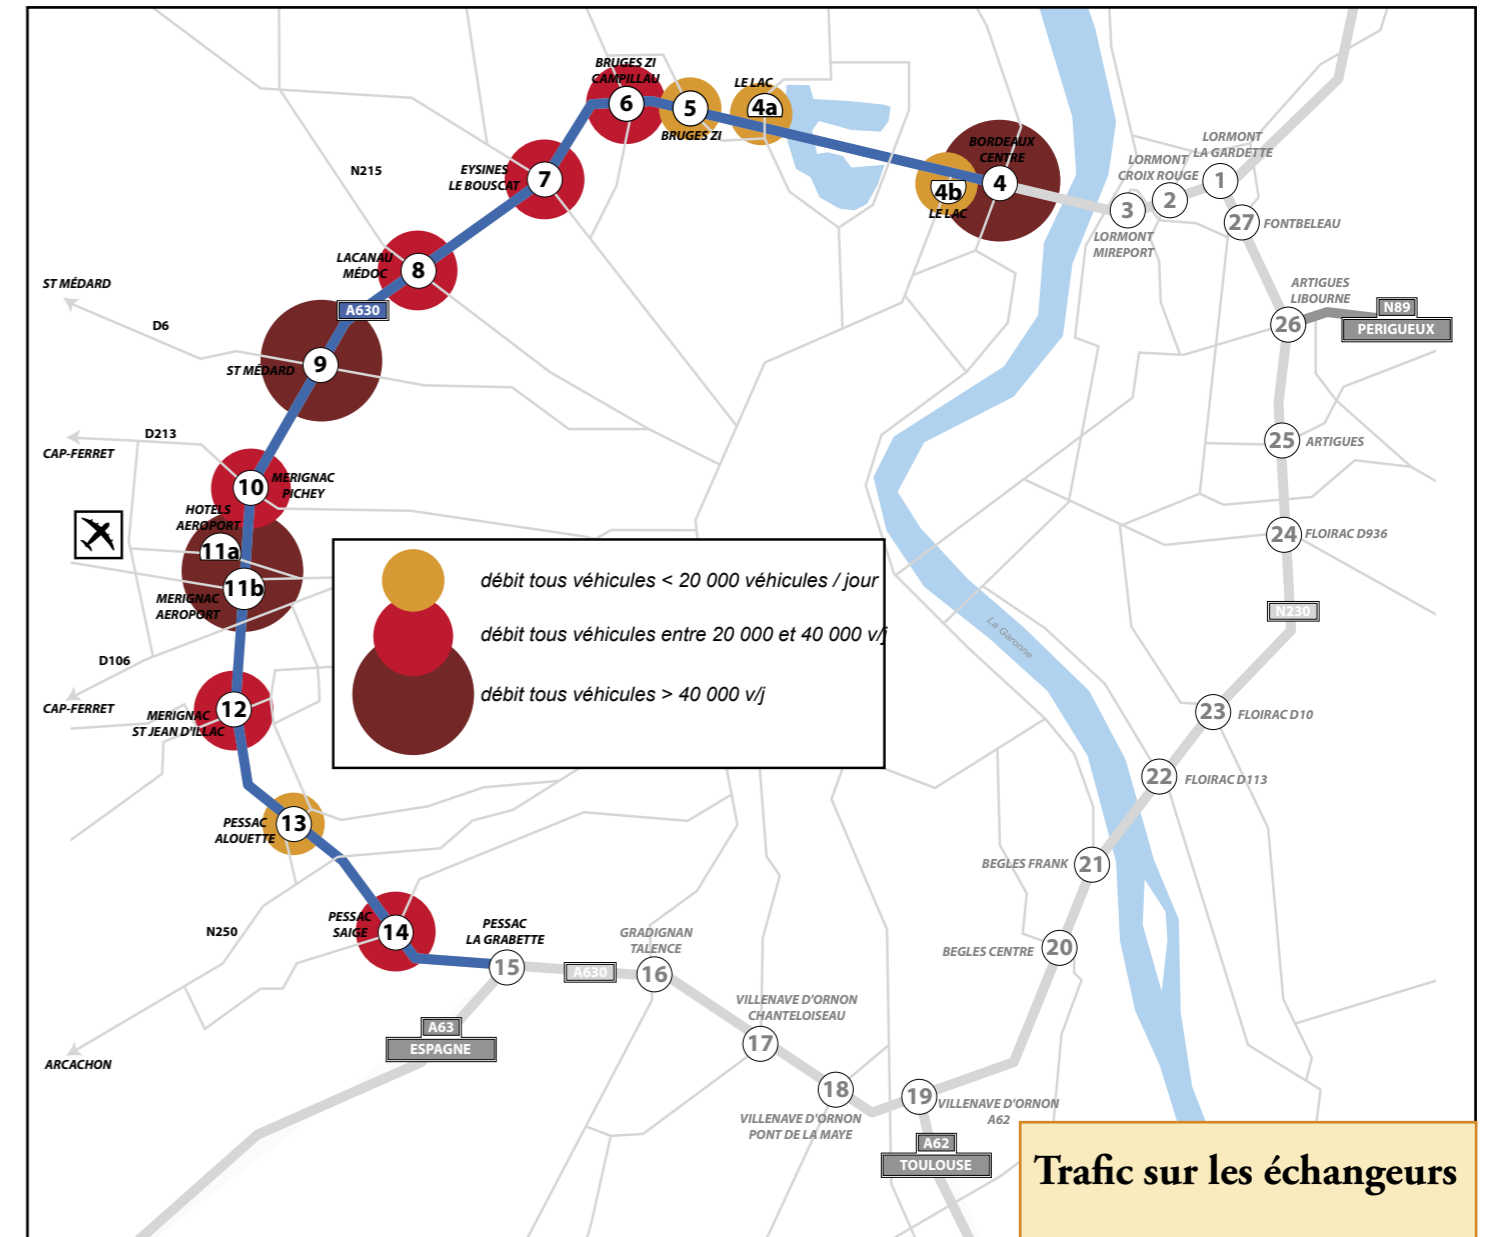 BRUGES ZI
CAMPILLAU
6
5
BRUGES ZI
LE LAC
4a
BORDEAUX
CENTRE
4
4b
LE LAC
LORMONT
LA GARDETTE
1
LORMONT
CROIX ROUGE
2
3
LORMONT
MIREPORT
27
FONTBELEAU
N215
EYSINES
LE BOUSCAT
7
LACANAU
MÉDOC
8
A630
ST MÉDARD
D6
ST MÉDARD
9
ARTIGUES
LIBOURNE
26
N89
PERIGUEUX
D213
CAP-FERRET
10
MERIGNAC
PICHEY
25
ARTIGUES
HOTELS
AEROPORT
11a
11b
MERIGNAC
AEROPORT
24
FLOIRAC D936
N230
débit tous véhicules < 20 000 véhicules / jour
débit tous véhicules entre 20 000 et 40 000 v/j
débit tous véhicules > 40 000 v/j
La Garonne
D106
CAP-FERRET
12
MERIGNAC
ST JEAN D'ILLAC
23
FLOIRAC D10
22
FLOIRAC D113
13
PESSAC
ALOUETTE
BEGLES FRANK
21
N250
PESSAC
SAIGE
14
PESSAC
LA GRABETTE
15
A630
GRADIGNAN
TALENCE
16
BEGLES CENTRE
20
A63
ESPAGNE
ARCACHON
VILLENAVE D'ORNON
CHANTELOISEAU
17
18
VILLENAVE D'ORNON
PONT DE LA MAYE
19
VILLENAVE D'ORNON
A62
A62
TOULOUSE
Trafic sur les échangeurs